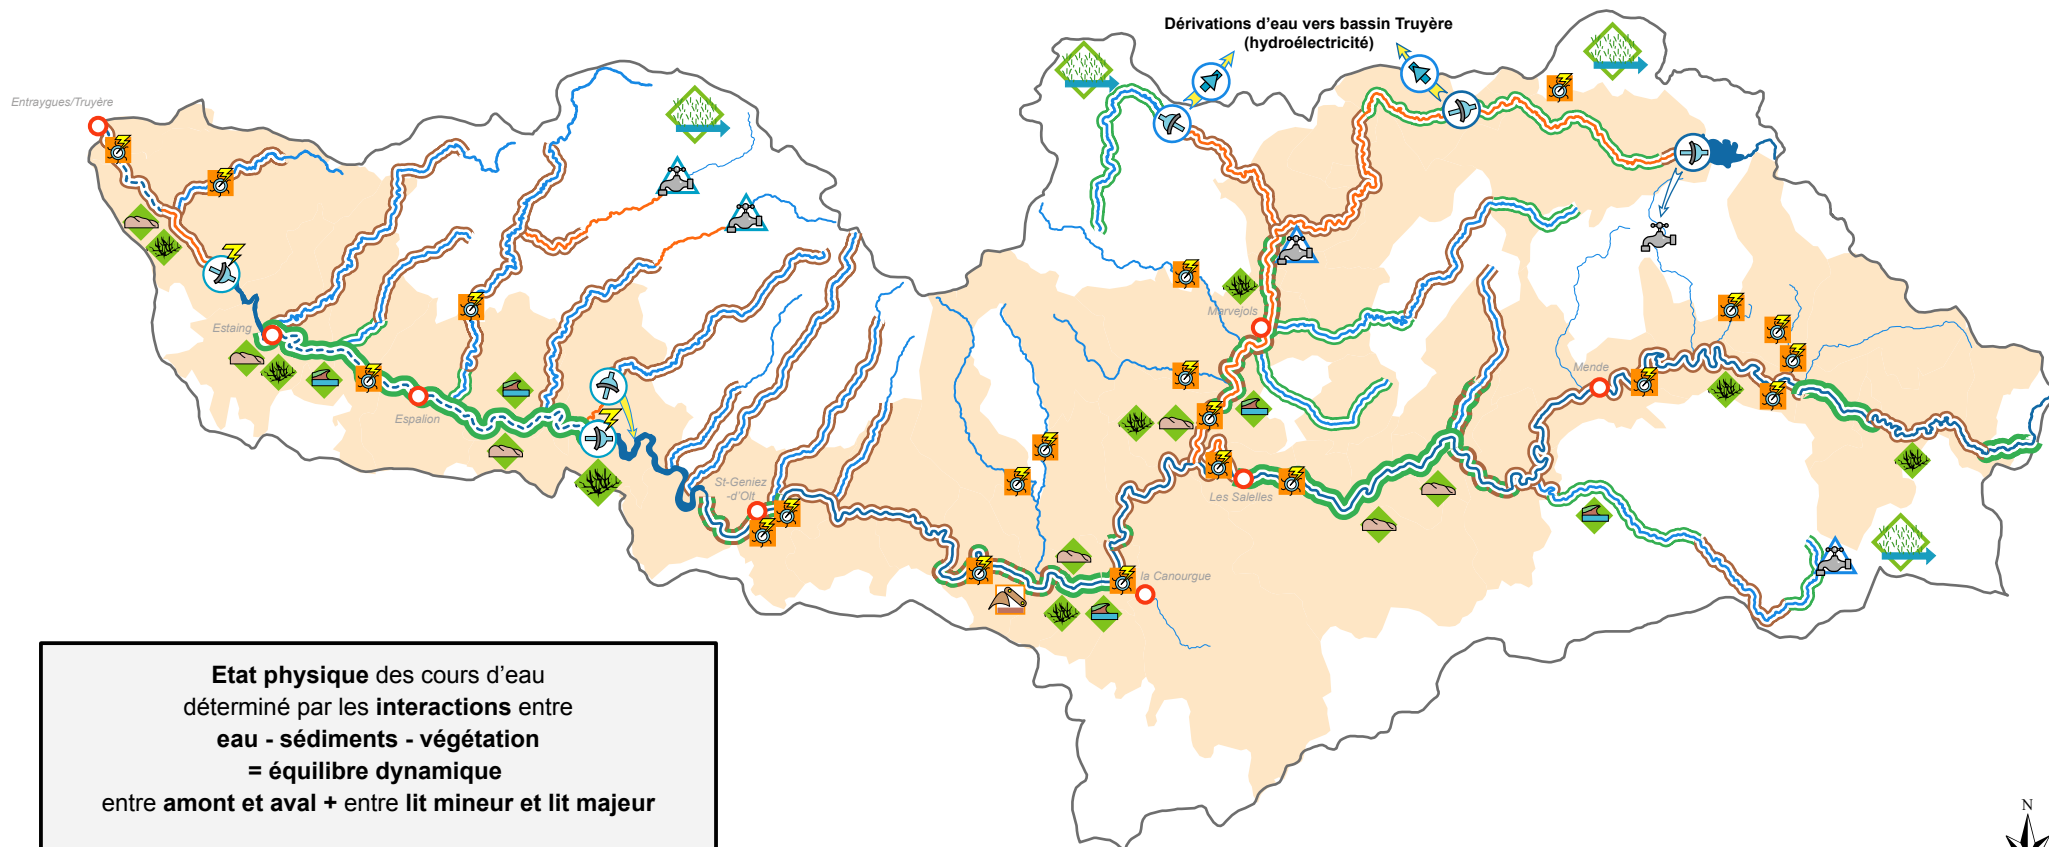 Dérivations d'eau vers bassin Truyère
(hydroélectricité)
Entraygues/Truyère
Estaing
Espalion
St-Geniez
-d'Olt
la Canourgue
Les Salelles
Marvejols
Mende
Etat physique des cours d'eau
déterminé par les interactions entre
eau - sédiments - végétation
= équilibre dynamique
entre amont et aval + entre lit mineur et lit majeur
N